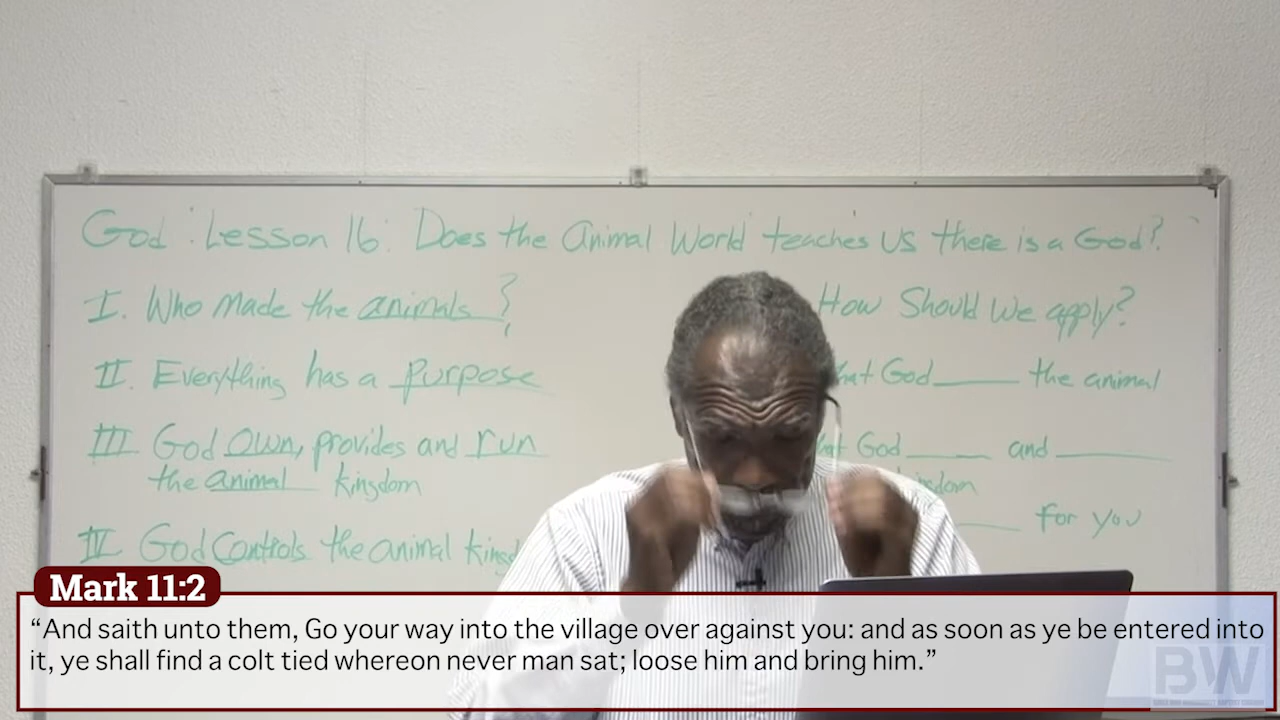 God : Lesson 16: Does the Animal World teaches us there is a God?
I. Who Made the animals?
II. Everything has a purpose
III God own, provides and run
the animal kingdom
IV God Controls the animal
How Should We apply?
God ______ the animal
God ______ and ________
for you
Mark 11:2
“And saith unto them, Go your way into the village over against you: and as soon as ye be entered into
it, ye shall find a colt tied whereon never man sat; loose him and bring him.”
BW